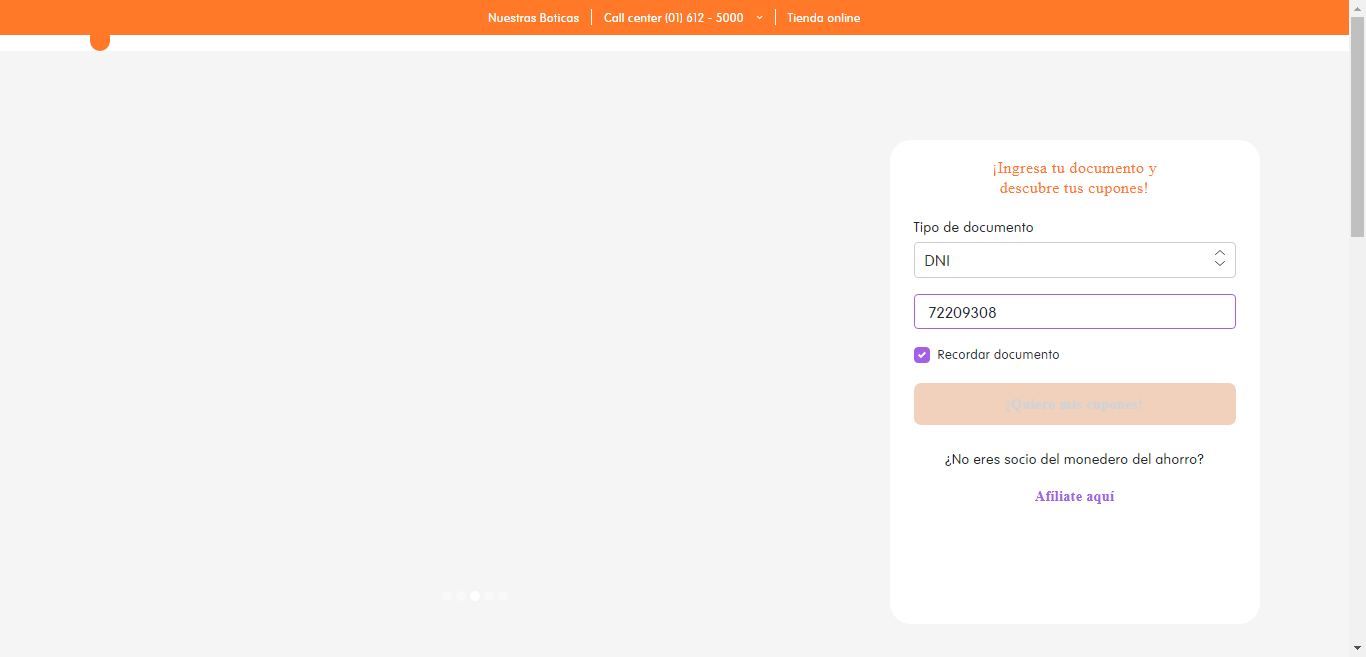 Nuestras Boticas
Call center (01) 612 - 5000
Tienda online
¡Ingresa tu documento y
descubre tus cupones!
Tipo de documento
DNI
72209308
Recordar documento
¡Quiero mis cupones!
¿No eres socio del monedero del ahorro?
Afíliate aquí